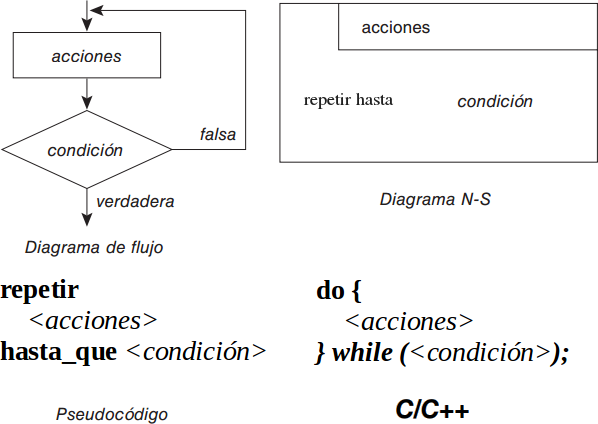 acciones
condición
falsa
verdadera
Diagrama de flujo
acciones
repetir hasta condición
Diagrama N-S
repetir
<acciones>
hasta_que <condición>
Pseudocódigo
do {
<acciones>
} while (<condición>);
C/C++